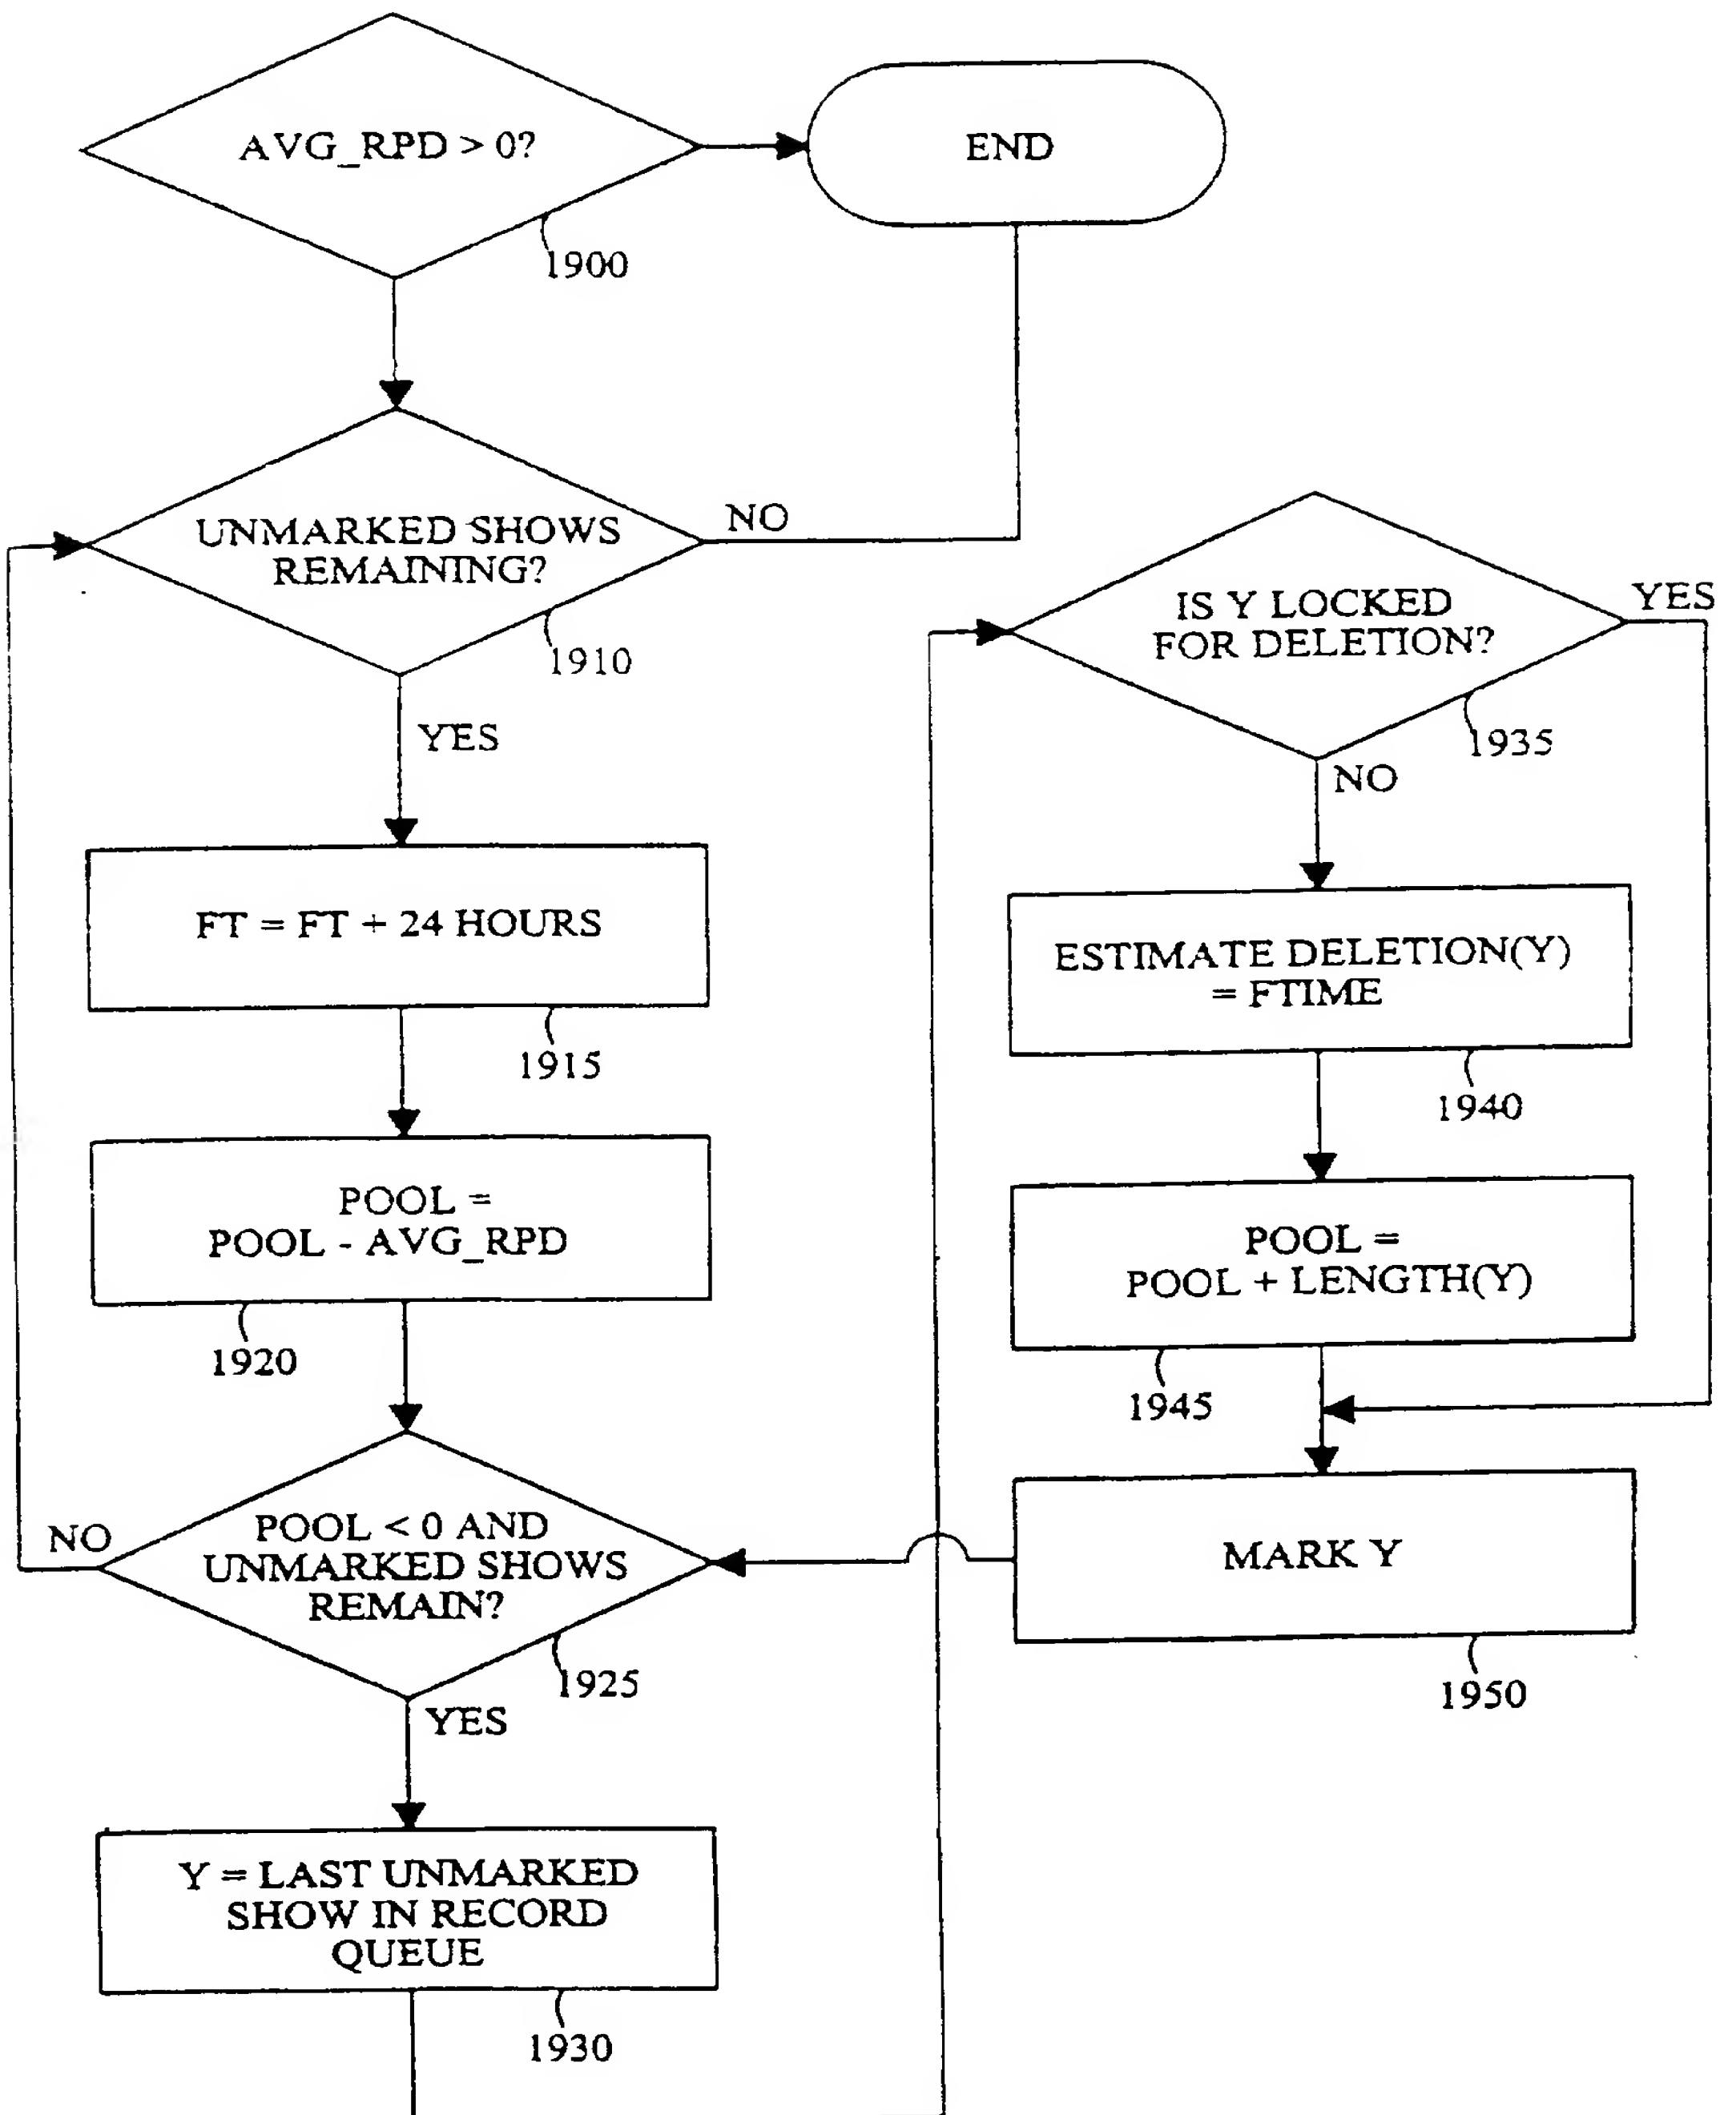 AVG_RPD > 0?
1900
END
UNMARKED SHOWS
REMAINING?
1910
NO
YES
FT = FT + 24 HOURS
1915
POOL =
POOL - AVG_RPD
1920
POOL < 0 AND
UNMARKED SHOWS
REMAIN?
1925
NO
YES
Y = LAST UNMARKED
SHOW IN RECORD
QUEUE
1930
IS Y LOCKED
FOR DELETION?
1935
YES
NO
ESTIMATE DELETION(Y)
= FTIME
1940
POOL =
POOL + LENGTH(Y)
1945
MARK Y
1950